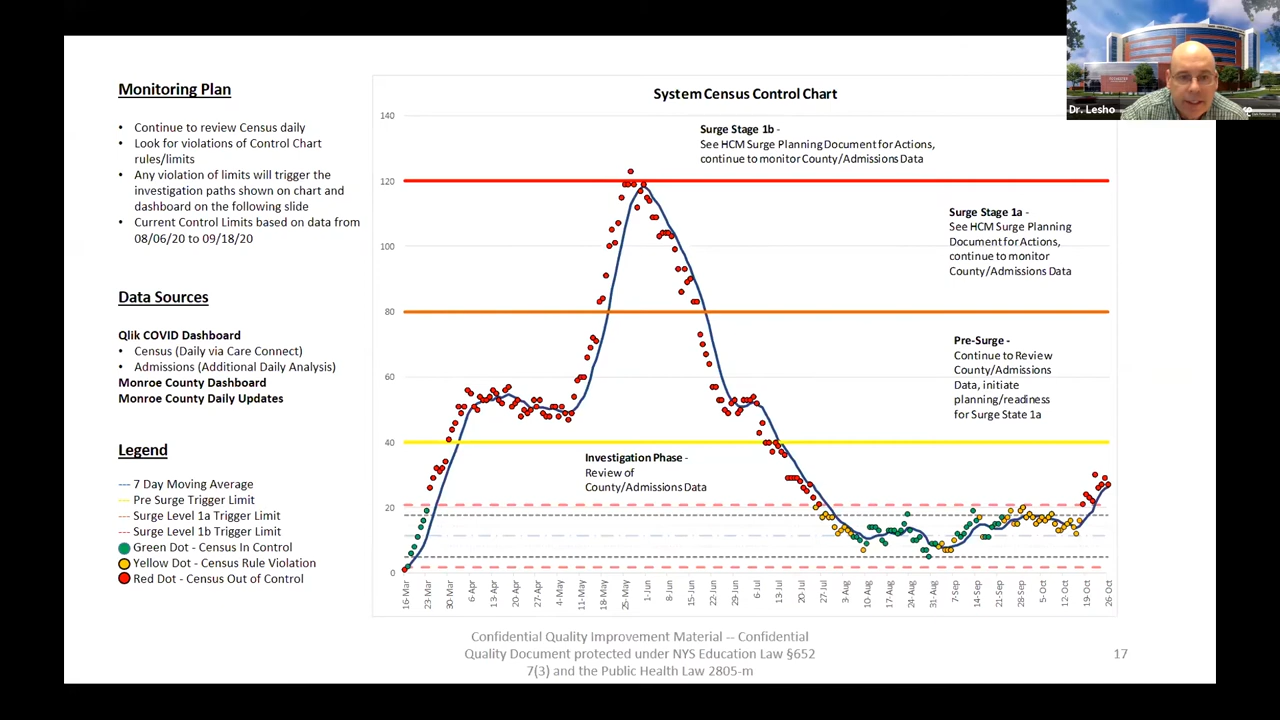 Monitoring Plan
• Continue to review Census daily
• Look for violations of Control Chart
rules/limits
• Any violation of limits will trigger the
investigation paths shown on chart and
dashboard on the following slide
• Current Control Limits based on data from
08/06/20 to 09/18/20
Data Sources
Qlik COVID Dashboard
• Census (Daily via Care Connect)
• Admissions (Additional Daily Analysis)
Monroe County Dashboard
Monroe County Daily Updates
Legend
7 Day Moving Average
Pre Surge Trigger Limit
Surge Level 1a Trigger Limit
Surge Level 1b Trigger Limit
Green Dot - Census In Control
Yellow Dot - Census Rule Violation
Red Dot - Census Out of Control
System Census Control Chart
140
120
100
80
60
40
20
0
Surge Stage 1b -
See HCM Surge Planning Document for Actions,
continue to monitor County/Admissions Data
Surge Stage 1a -
See HCM Surge Planning
Document for Actions,
continue to monitor
County/Admissions Data
Pre-Surge -
Continue to Review
County/Admissions
Data, initiate
planning/readiness
for Surge State 1a
Investigation Phase -
Review of
County/Admissions Data
16-Mar
23-Mar
30-Mar
6-Apr
13-Apr
20-Apr
27-Apr
4-May
11-May
18-May
25-May
1-Jun
8-Jun
15-Jun
22-Jun
29-Jun
6-Jul
13-Jul
20-Jul
27-Jul
3-Aug
10-Aug
17-Aug
24-Aug
31-Aug
7-Sep
14-Sep
21-Sep
28-Sep
5-Oct
12-Oct
19-Oct
26-Oct
Confidential Quality Improvement Material -- Confidential
Quality Document protected under NYS Education Law §652
7(3) and the Public Health Law 2805-m
17
Dr. Lesho